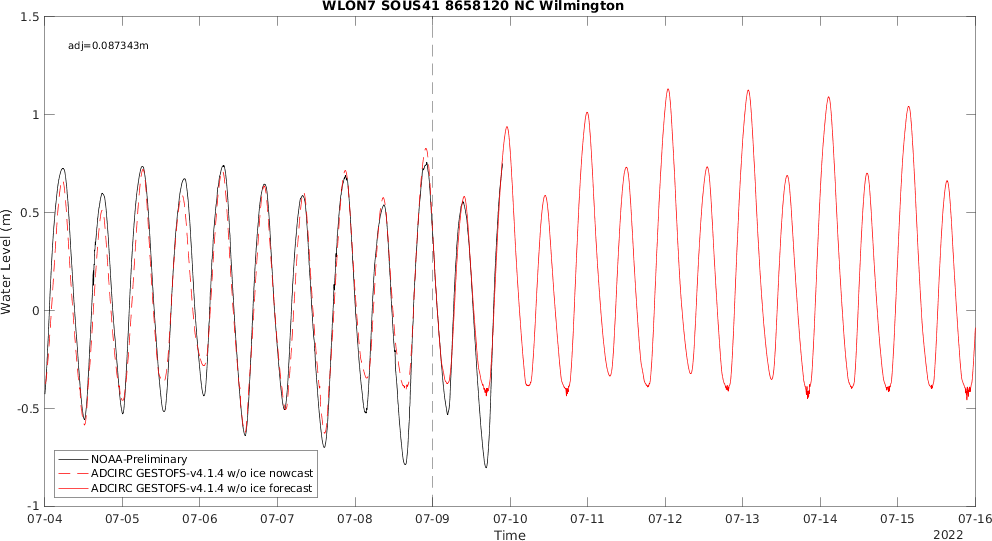 WLON7 SOUS41 8658120 NC Wilmington
adj=0.087343m
Water Level (m)
1.5
1
0.5
0
-0.5
-1
NOAA-Preliminary
ADCIRC GESTOFS-v4.1.4 w/o ice nowcast
ADCIRC GESTOFS-v4.1.4 w/o ice forecast
07-04 07-05 07-06 07-07 07-08 07-09 07-10 07-11 07-12 07-13 07-14 07-15 07-16
Time
2022